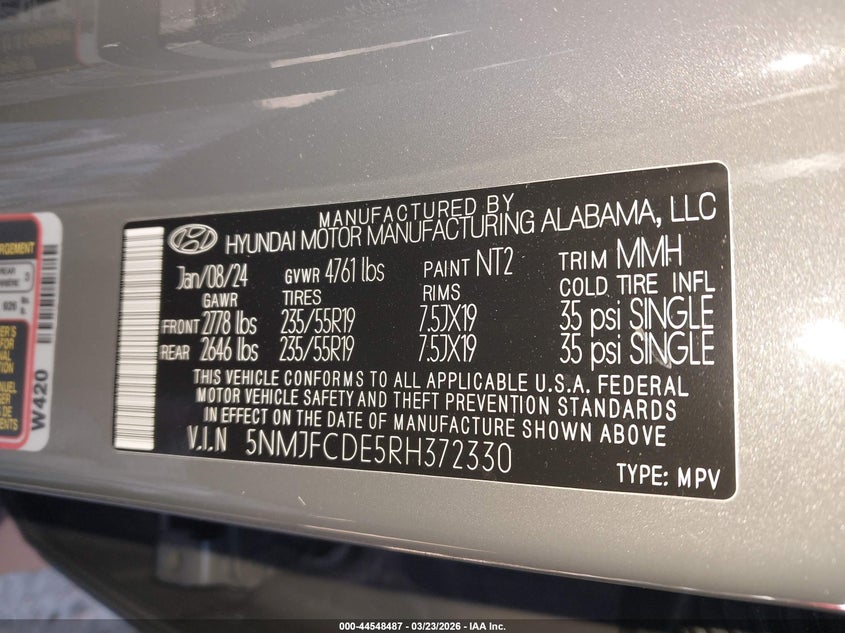 MANUFACTURED BY
HYUNDAI MOTOR MANUFACTURING ALABAMA, LLC
Jan/08/24 GVWR 4761 lbs PAINT NT2 TRIM MMH
GAWR TIRES RIMS COLD TIRE INFL
FRONT 2778 lbs 235/55R19 7.5JX19 35 psi SINGLE
REAR 2646 lbs 235/55R19 7.5JX19 35 psi SINGLE
THIS VEHICLE CONFORMS TO ALL APPLICABLE U.S.A. FEDERAL
MOTOR VEHICLE SAFETY AND THEFT PREVENTION STANDARDS
IN EFFECT ON THE DATE OF MANUFACTURE SHOWN ABOVE
V.I.N 5NMJFCDE5RH372330
TYPE: MPV
W420
000-44548487 - 03/23/2026 - IAA Inc.